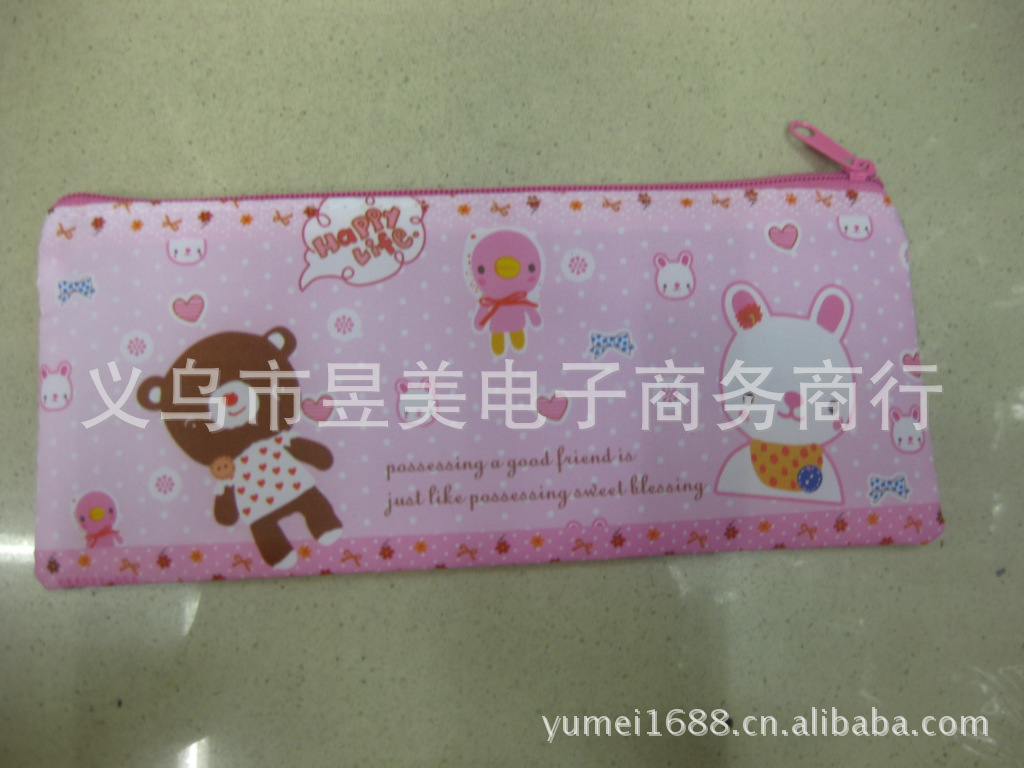 Happy
Life.
义乌市昱美电子商务商行
possessing a good friend is
just like possessing sweet blessing
yumei1688.cn.alibaba.com